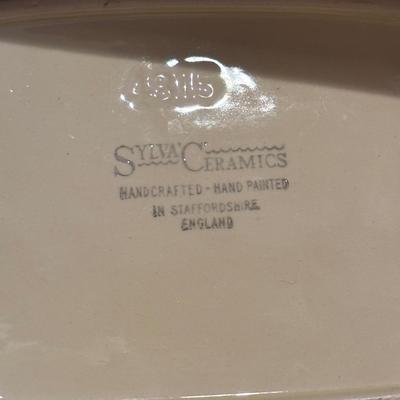 SYLVAC CERAMICS
HANDCRAFTED - HAND PAINTED
IN STAFFORDSHIRE
ENGLAND